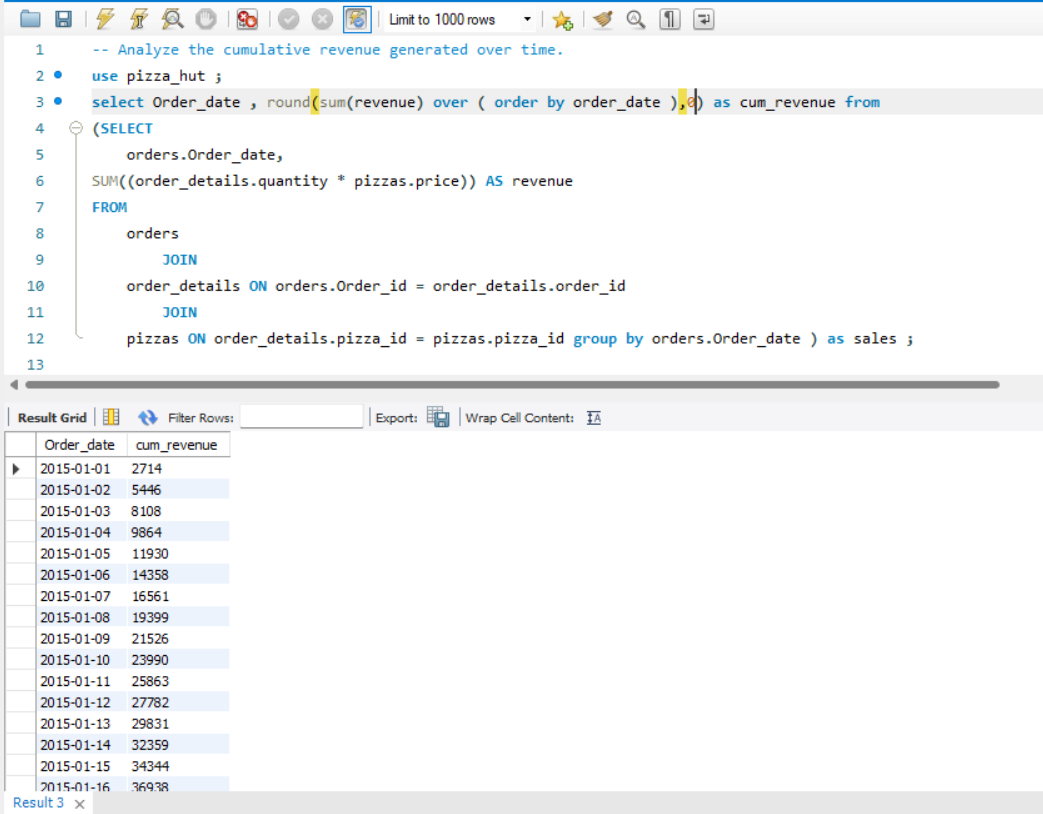 Limit to 1000 rows
1 -- Analyze the cumulative revenue generated over time.
2 use pizza_hut ;
3 select Order_date , round(sum(revenue) over ( order by order_date ),0) as cum_revenue from
4 (SELECT
5 orders.Order_date,
6 SUM((order_details.quantity * pizzas.price)) AS revenue
7 FROM
8 orders
9 JOIN
10 order_details ON orders.Order_id = order_details.order_id
11 JOIN
12 pizzas ON order_details.pizza_id = pizzas.pizza_id group by orders.Order_date ) as sales ;
13
Result Grid Filter Rows: Export: Wrap Cell Content: IA
Order_date cum_revenue
2015-01-01 2714
2015-01-02 5446
2015-01-03 8108
2015-01-04 9864
2015-01-05 11930
2015-01-06 14358
2015-01-07 16561
2015-01-08 19399
2015-01-09 21526
2015-01-10 23990
2015-01-11 25863
2015-01-12 27782
2015-01-13 29831
2015-01-14 32359
2015-01-15 34344
2015-01-16 36938
Result 3